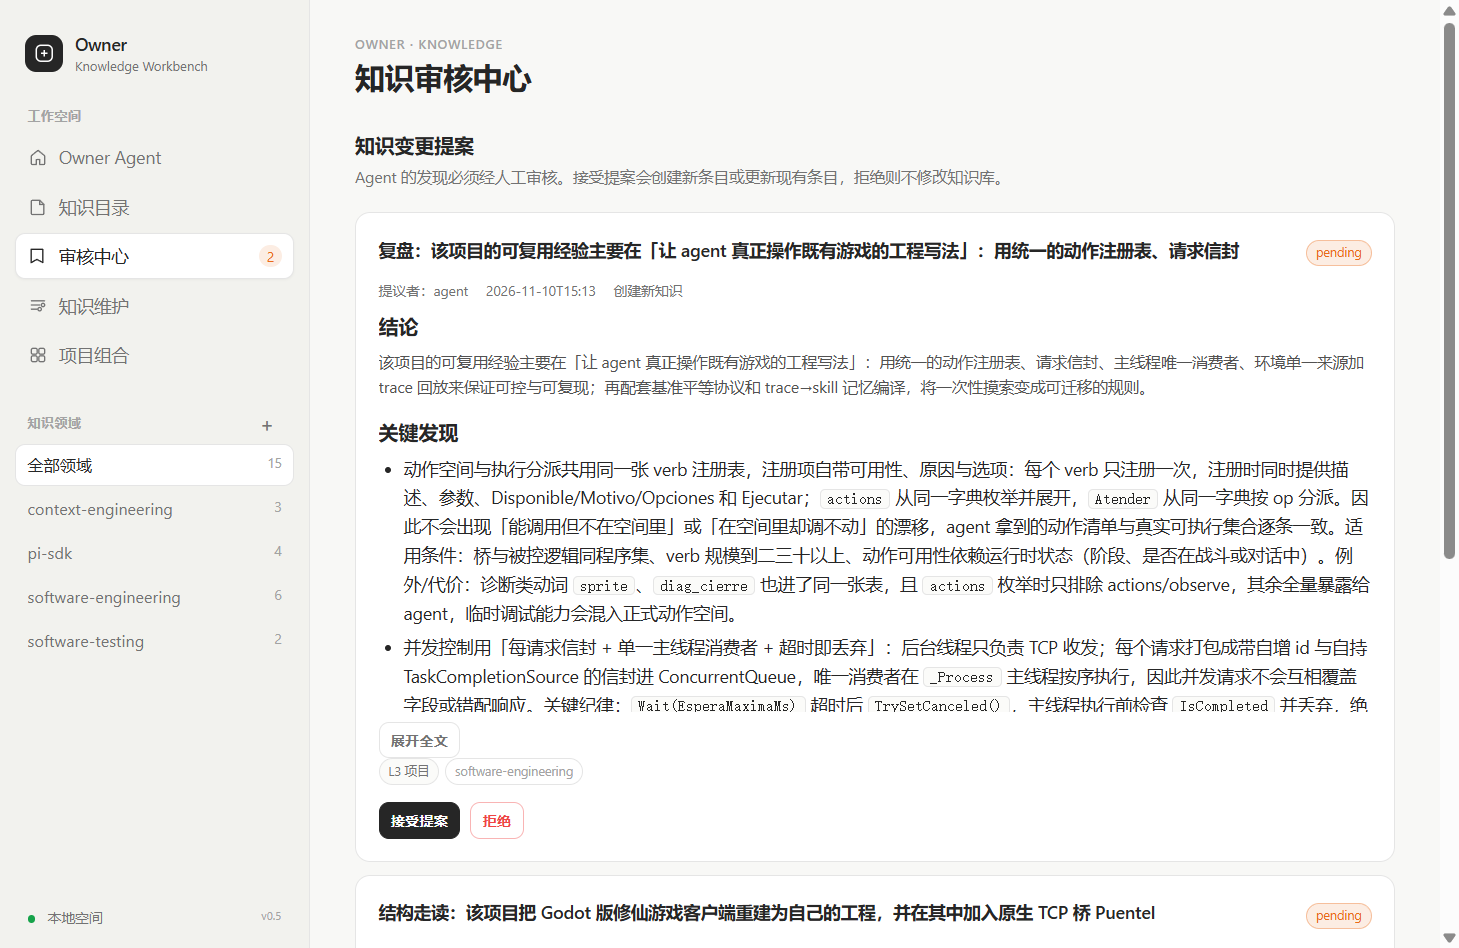 Owner
Knowledge Workbench
工作空间
Owner Agent
知识目录
审核中心 2
知识维护
项目组合
知识领域 +
全部领域 15
context-engineering 3
pi-sdk 4
software-engineering 6
software-testing 2
本地空间 v0.5
OWNER · KNOWLEDGE
知识审核中心
知识变更提案
Agent 的发现必须经人工审核。接受提案会创建新条目或更新现有条目，拒绝则不修改知识库。
复盘：该项目的可复用经验主要在「让 agent 真正操作既有游戏的工程写法」：用统一的动作注册表、请求信封 pending
提议者：agent 2026-11-10T15:13 创建新知识
结论
该项目的可复用经验主要在「让 agent 真正操作既有游戏的工程写法」：用统一的动作注册表、请求信封、主线程唯一消费者、环境单一来源加
trace 回放来保证可控与可复现；再配套基准平等协议和 trace→skill 记忆编译，将一次性摸索变成可迁移的规则。
关键发现
• 动作空间与执行分派共用同一张 verb 注册表，注册项自带可用性、原因与选项：每个 verb 只注册一次，注册时同时提供描
述、参数、Disponible/Motivo/Opciones 和 Ejecutar；actions 从同一字典枚举并展开，Atender 从同一字典按 op 分派。因
此不会出现「能调用但不在空间里」或「在空间里却调不动」的漂移，agent 拿到的动作清单与真实可执行集合逐条一致。适
用条件：桥与被控逻辑同程序集、verb 规模到二三十以上、动作可用性依赖运行时状态（阶段、是否在战斗或对话中）。例
外/代价：诊断类动词 sprite、diag_cierre 也进了同一张表，且 actions 枚举时只排除 actions/observe，其余全量暴露给
agent，临时调试能力会混入正式动作空间。
• 并发控制用「每请求信封 + 单一主线程消费者 + 超时即丢弃」：后台线程只负责 TCP 收发；每个请求打包成带自增 id 与自持
TaskCompletionSource 的信封进 ConcurrentQueue，唯一消费者在 _Process 主线程按序执行，因此并发请求不会互相覆盖
字段或错配响应。关键纪律：Wait(EsperaMaximaMs) 超时后 TrySetCanceled()，主线程执行前检查 IsCompleted 并丢弃，绝
展开全文
L3 项目 software-engineering
接受提案 拒绝
结构走读：该项目把 Godot 版修仙游戏客户端重建为自己的工程，并在其中加入原生 TCP 桥 Puentel pending